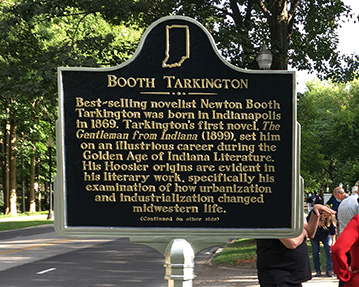 BOOTH TARKINGTON
Best-selling novelist Newton Booth
Tarkington was born in Indianapolis
in 1869. Tarkington's first novel, The
Gentleman from Indiana (1899), set him
on an illustrious career during the
Golden Age of Indiana Literature.
His Hoosier origins are evident in
his literary work, specifically his
examination of how urbanization
and industrialization changed
midwestern life.
(Continued on other side)